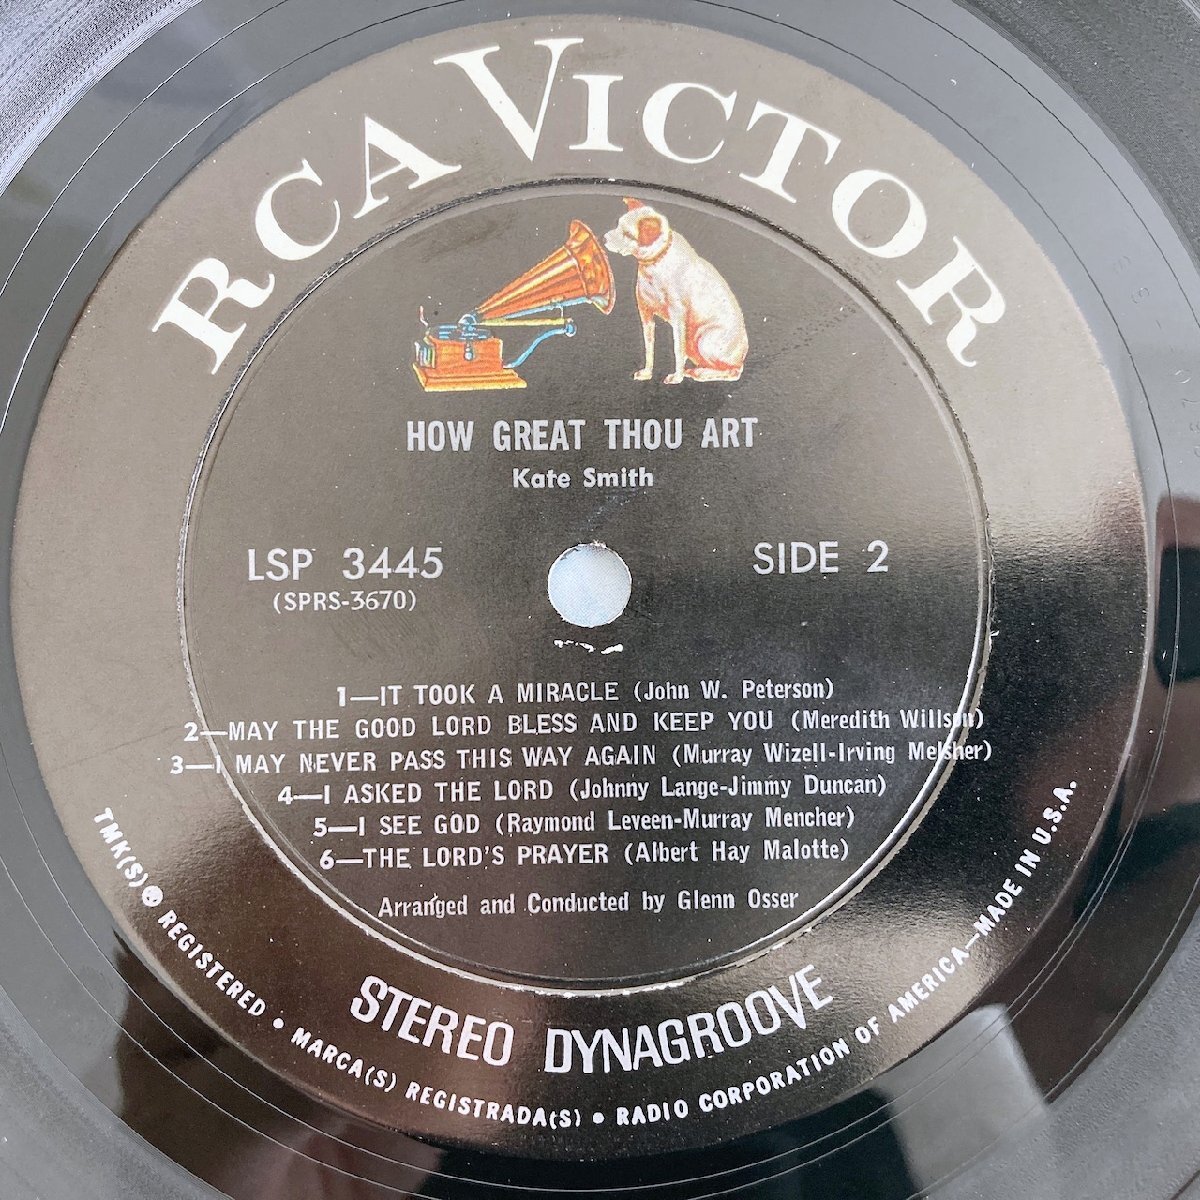 RCA VICTOR
HOW GREAT THOU ART
Kate Smith
LSP 3445
(SPRS-3670)
SIDE 2
1—IT TOOK A MIRACLE (John W. Peterson)
2—MAY THE GOOD LORD BLESS AND KEEP YOU (Meredith Willson)
3—I MAY NEVER PASS THIS WAY AGAIN (Murray Wizell-Irving Melsher)
4—I ASKED THE LORD (Johnny Lange-Jimmy Duncan)
5—I SEE GOD (Raymond Leveen-Murray Mencher)
6—THE LORD'S PRAYER (Albert Hay Malotte)
Arranged and Conducted by Glenn Osser
STEREO DYNAGROOVE
TMK(S) ® REGISTERED • MARCA(S) REGISTRADA(S) • RADIO CORPORATION OF AMERICA—MADE IN U.S.A.